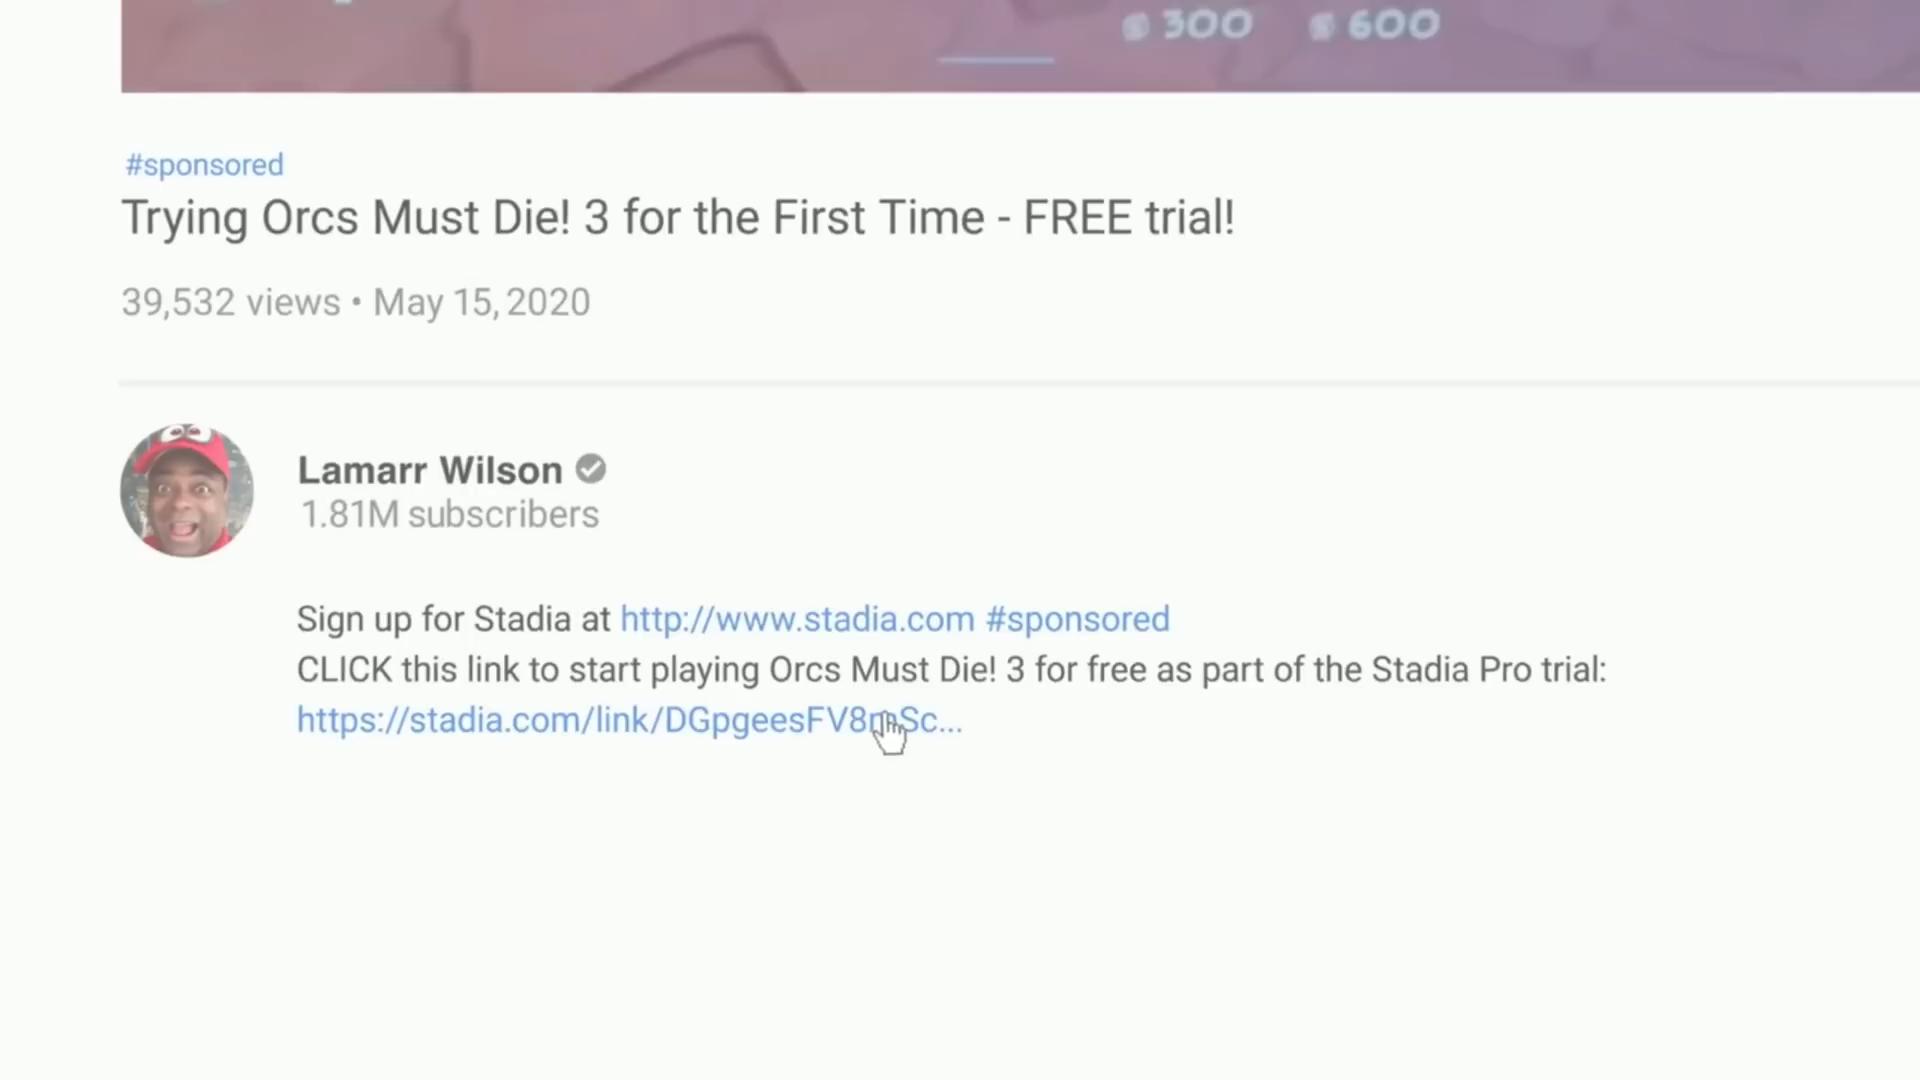 300 600
#sponsored
Trying Orcs Must Die! 3 for the First Time - FREE trial!
39,532 views • May 15, 2020
Lamarr Wilson
1.81M subscribers
Sign up for Stadia at http://www.stadia.com #sponsored
CLICK this link to start playing Orcs Must Die! 3 for free as part of the Stadia Pro trial: